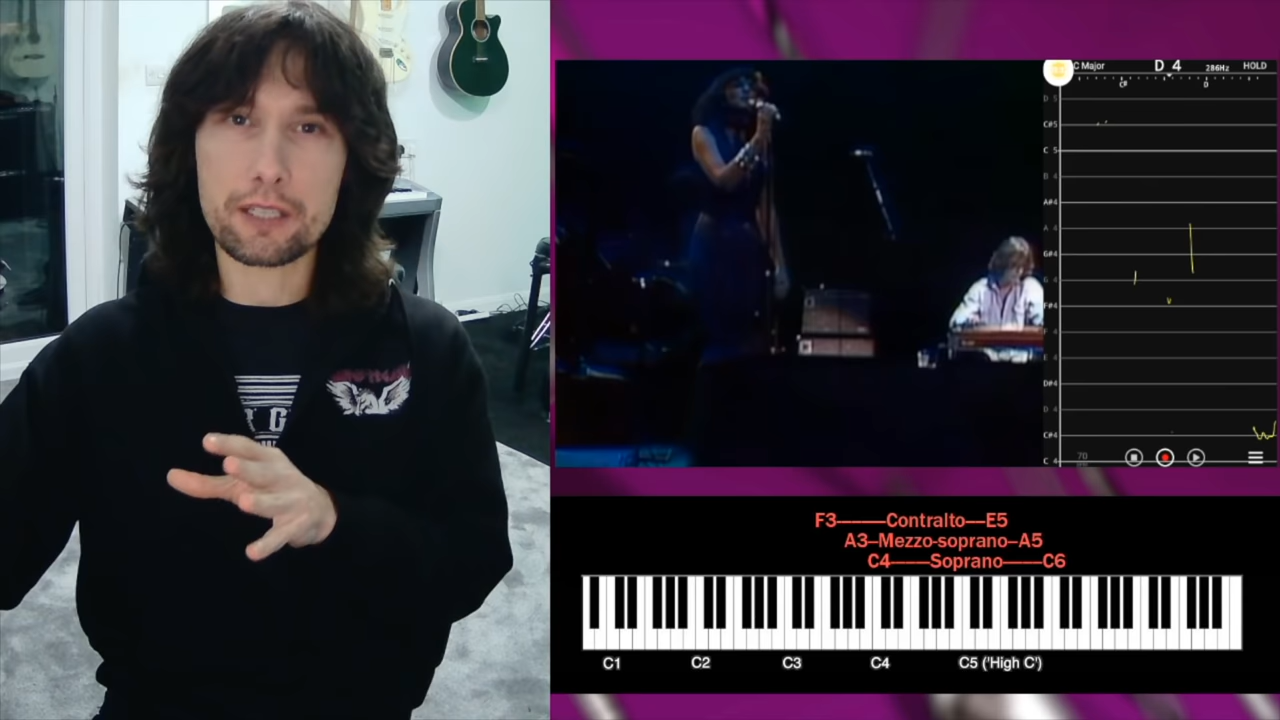 C Major D 4 286Hz HOLD
C# D
D 5
C#5
C 5
B 4
A#4
A 4
G#4
G 4
F#4
F 4
D#4
D 4
C#4
C 4
70
F3-----Contralto--E5
A3--Mezzo-soprano--A5
C4----Soprano----C6
C1 C2 C3 C4 C5 ('High C')